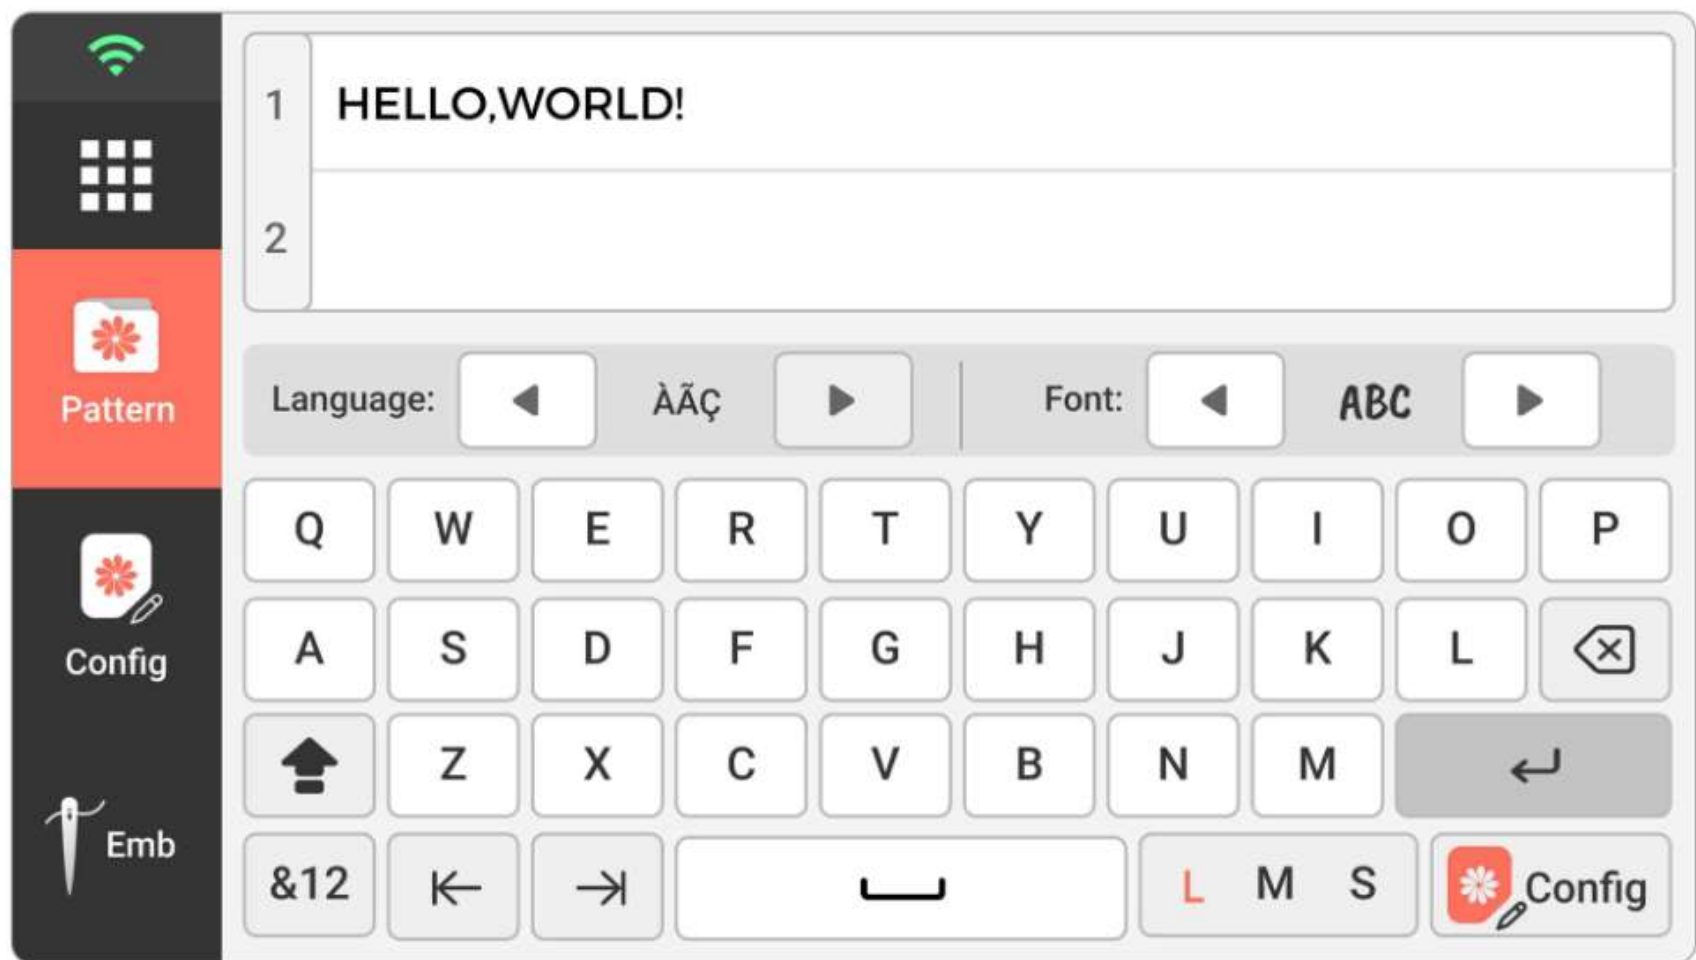 1 HELLO,WORLD!
2
Pattern
Language: ÀÃÇ Font: ABC
Q W E R T Y U I O P
A S D F G H J K L
Config
Z X C V B N M
Emb
&12 L M S Config